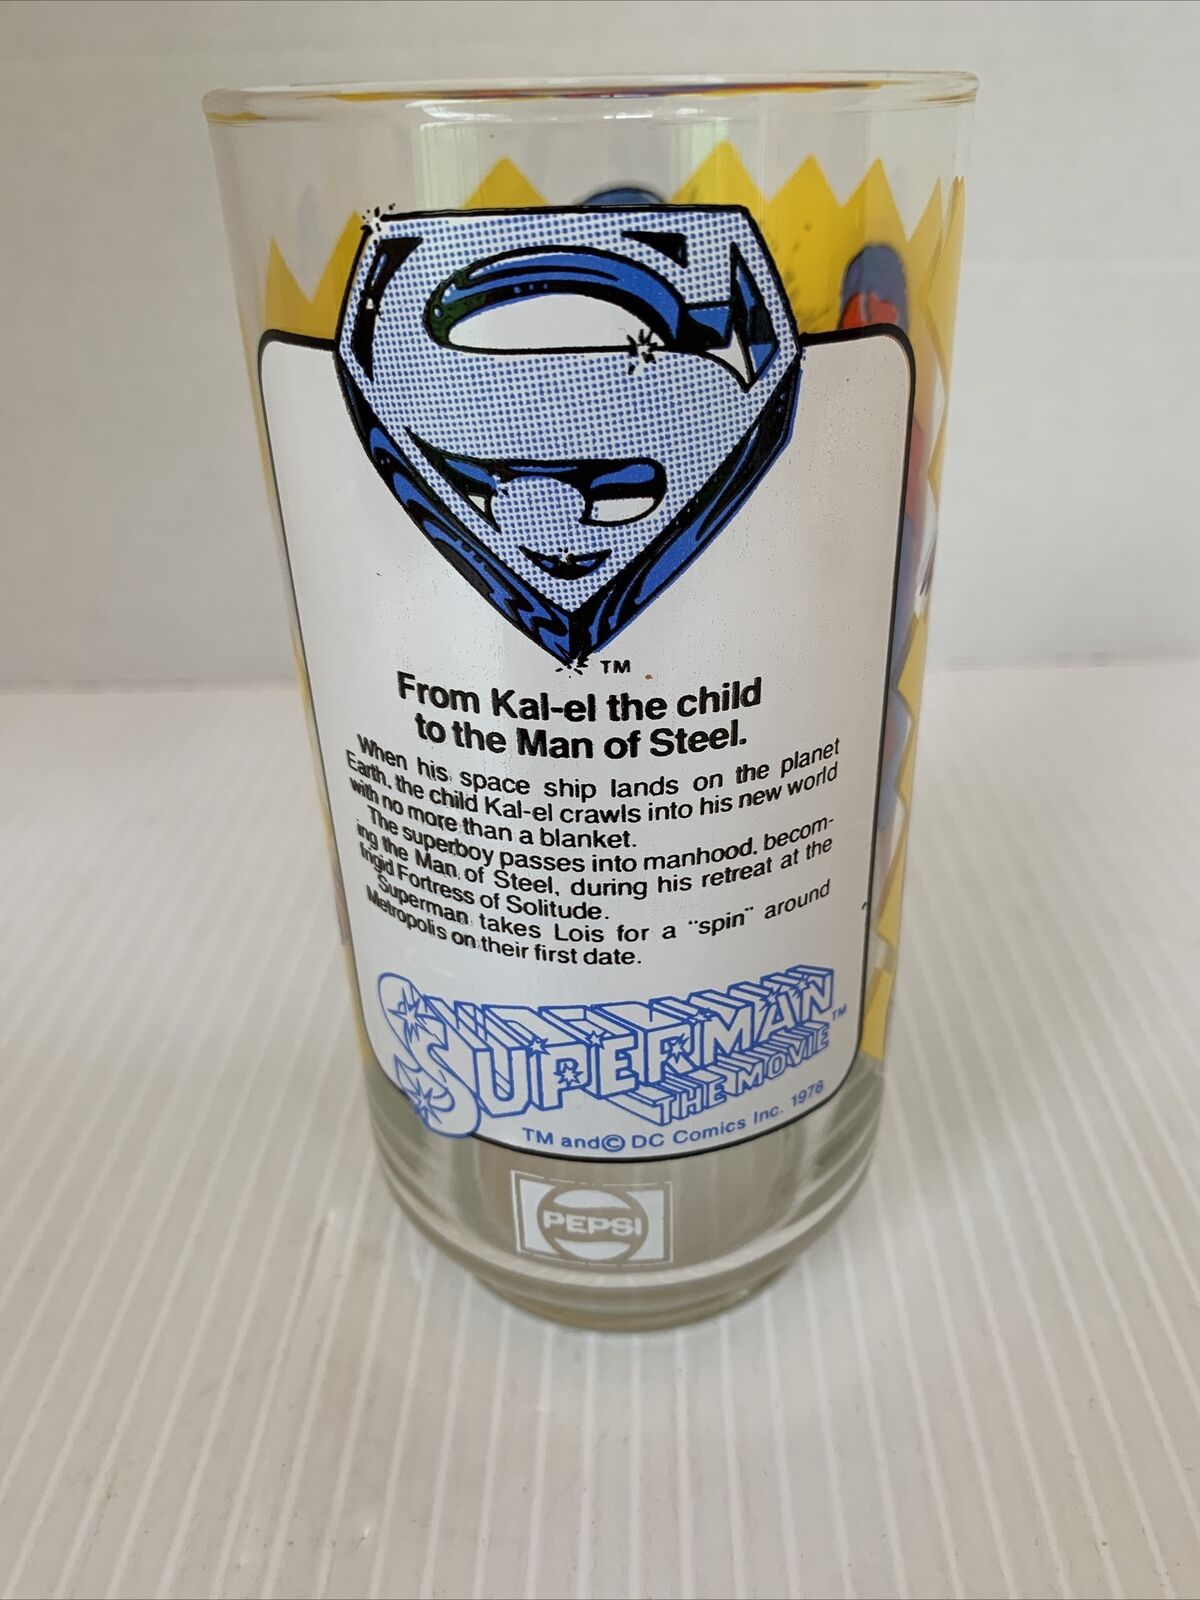 TM
From Kal-el the child
to the Man of Steel.
When his space ship lands on the planet
Earth, the child Kal-el crawls into his new world
with no more than a blanket.
The superboy passes into manhood, becom-
ing the Man of Steel, during his retreat at the
frigid Fortress of Solitude.
Superman takes Lois for a "spin" around
Metropolis on their first date.
SUPERMAN
THE MOVIE TM
TM and © DC Comics Inc. 1978
PEPSI